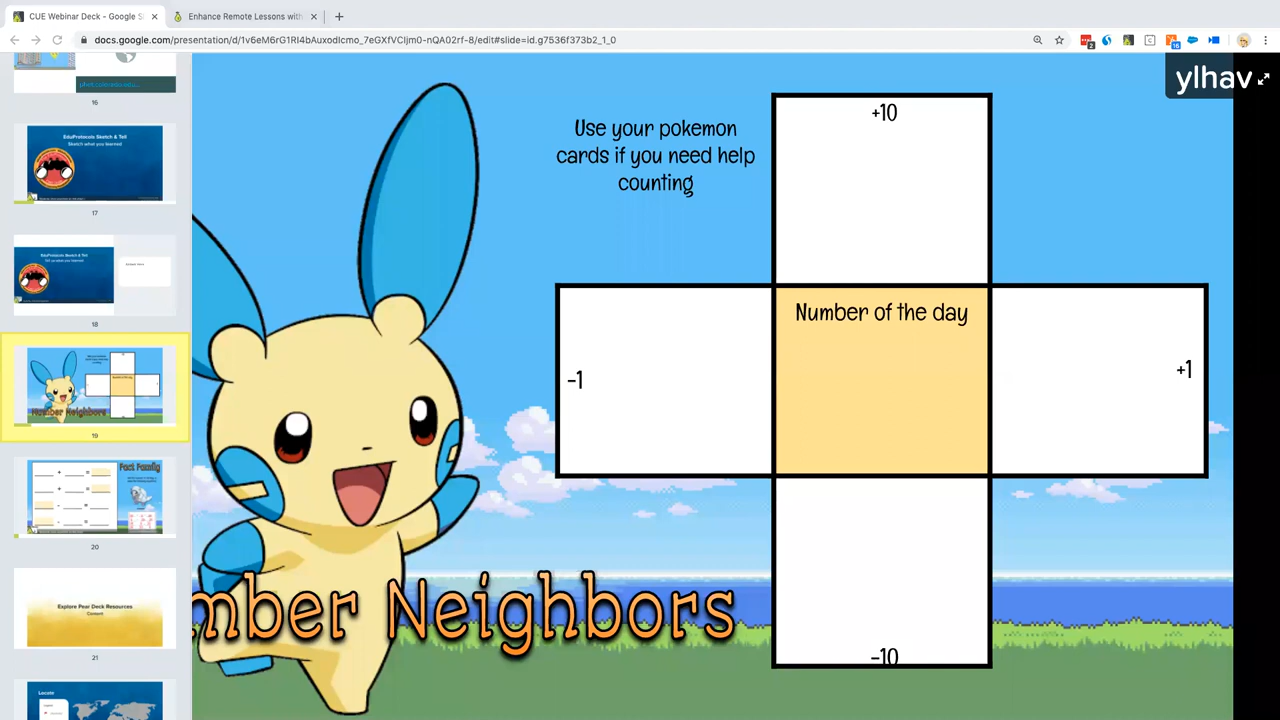 CUE Webinar Deck - Google Sl
Enhance Remote Lessons with
docs.google.com/presentation/d/1v6eM6rG1RI4bAuxodIcmo_7eGXfVCIjm0-nQA02rf-8/edit#slide=id.g7536f373b2_1_0
ylhav
16
EduProtocols Sketch & Tell
Sketch what you learned
17
EduProtocols Sketch & Tell
18
Number Neighbors
19
Fact Family
20
Explore Pear Deck Resources
Content
21
Locate
Use your pokemon
cards if you need help
counting
+10
Number of the day
-1
+1
-10
mber Neighbors